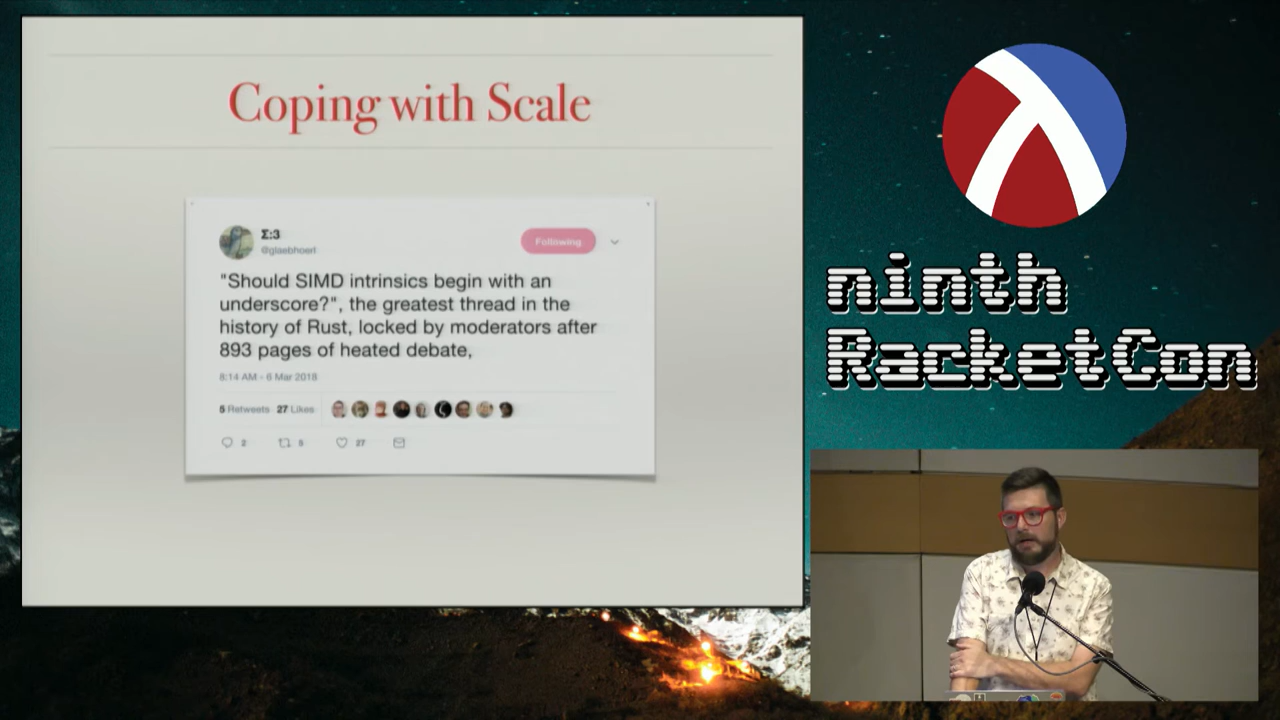 Coping with Scale
Σ:3
@glaebhoerl
Following
"Should SIMD intrinsics begin with an
underscore?", the greatest thread in the
history of Rust, locked by moderators after
893 pages of heated debate,
8:14 AM - 6 Mar 2018
5 Retweets 27 Likes
2 5 27
ninth
RacketCon